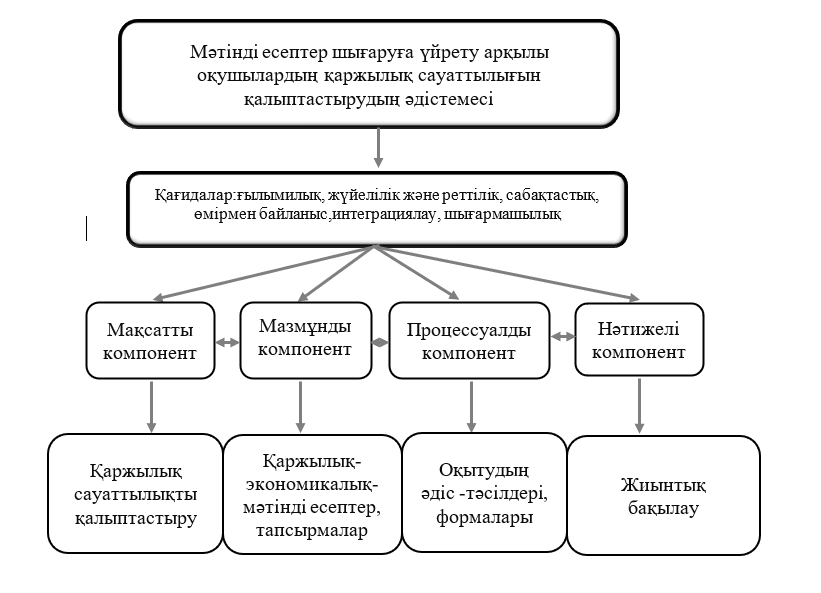 Мәтінді есептер шығаруға үйрету арқылы
оқушылардың қаржылық сауаттылығын
қалыптастырудың әдістемесі
Қағидалар:ғылымилық, жүйелілік және реттілік, сабақтастық,
өмірмен байланыс,интеграциялау, шығармашылық
Мақсатты
компонент
Мазмұнды
компонент
Процессуалды
компонент
Нәтижелі
компонент
Қаржылық
сауаттылықты
қалыптастыру
Қаржылық-
экономикалық-
мәтінді есептер,
тапсырмалар
Оқытудың
әдіс -тәсілдері,
формалары
Жиынтық
бақылау